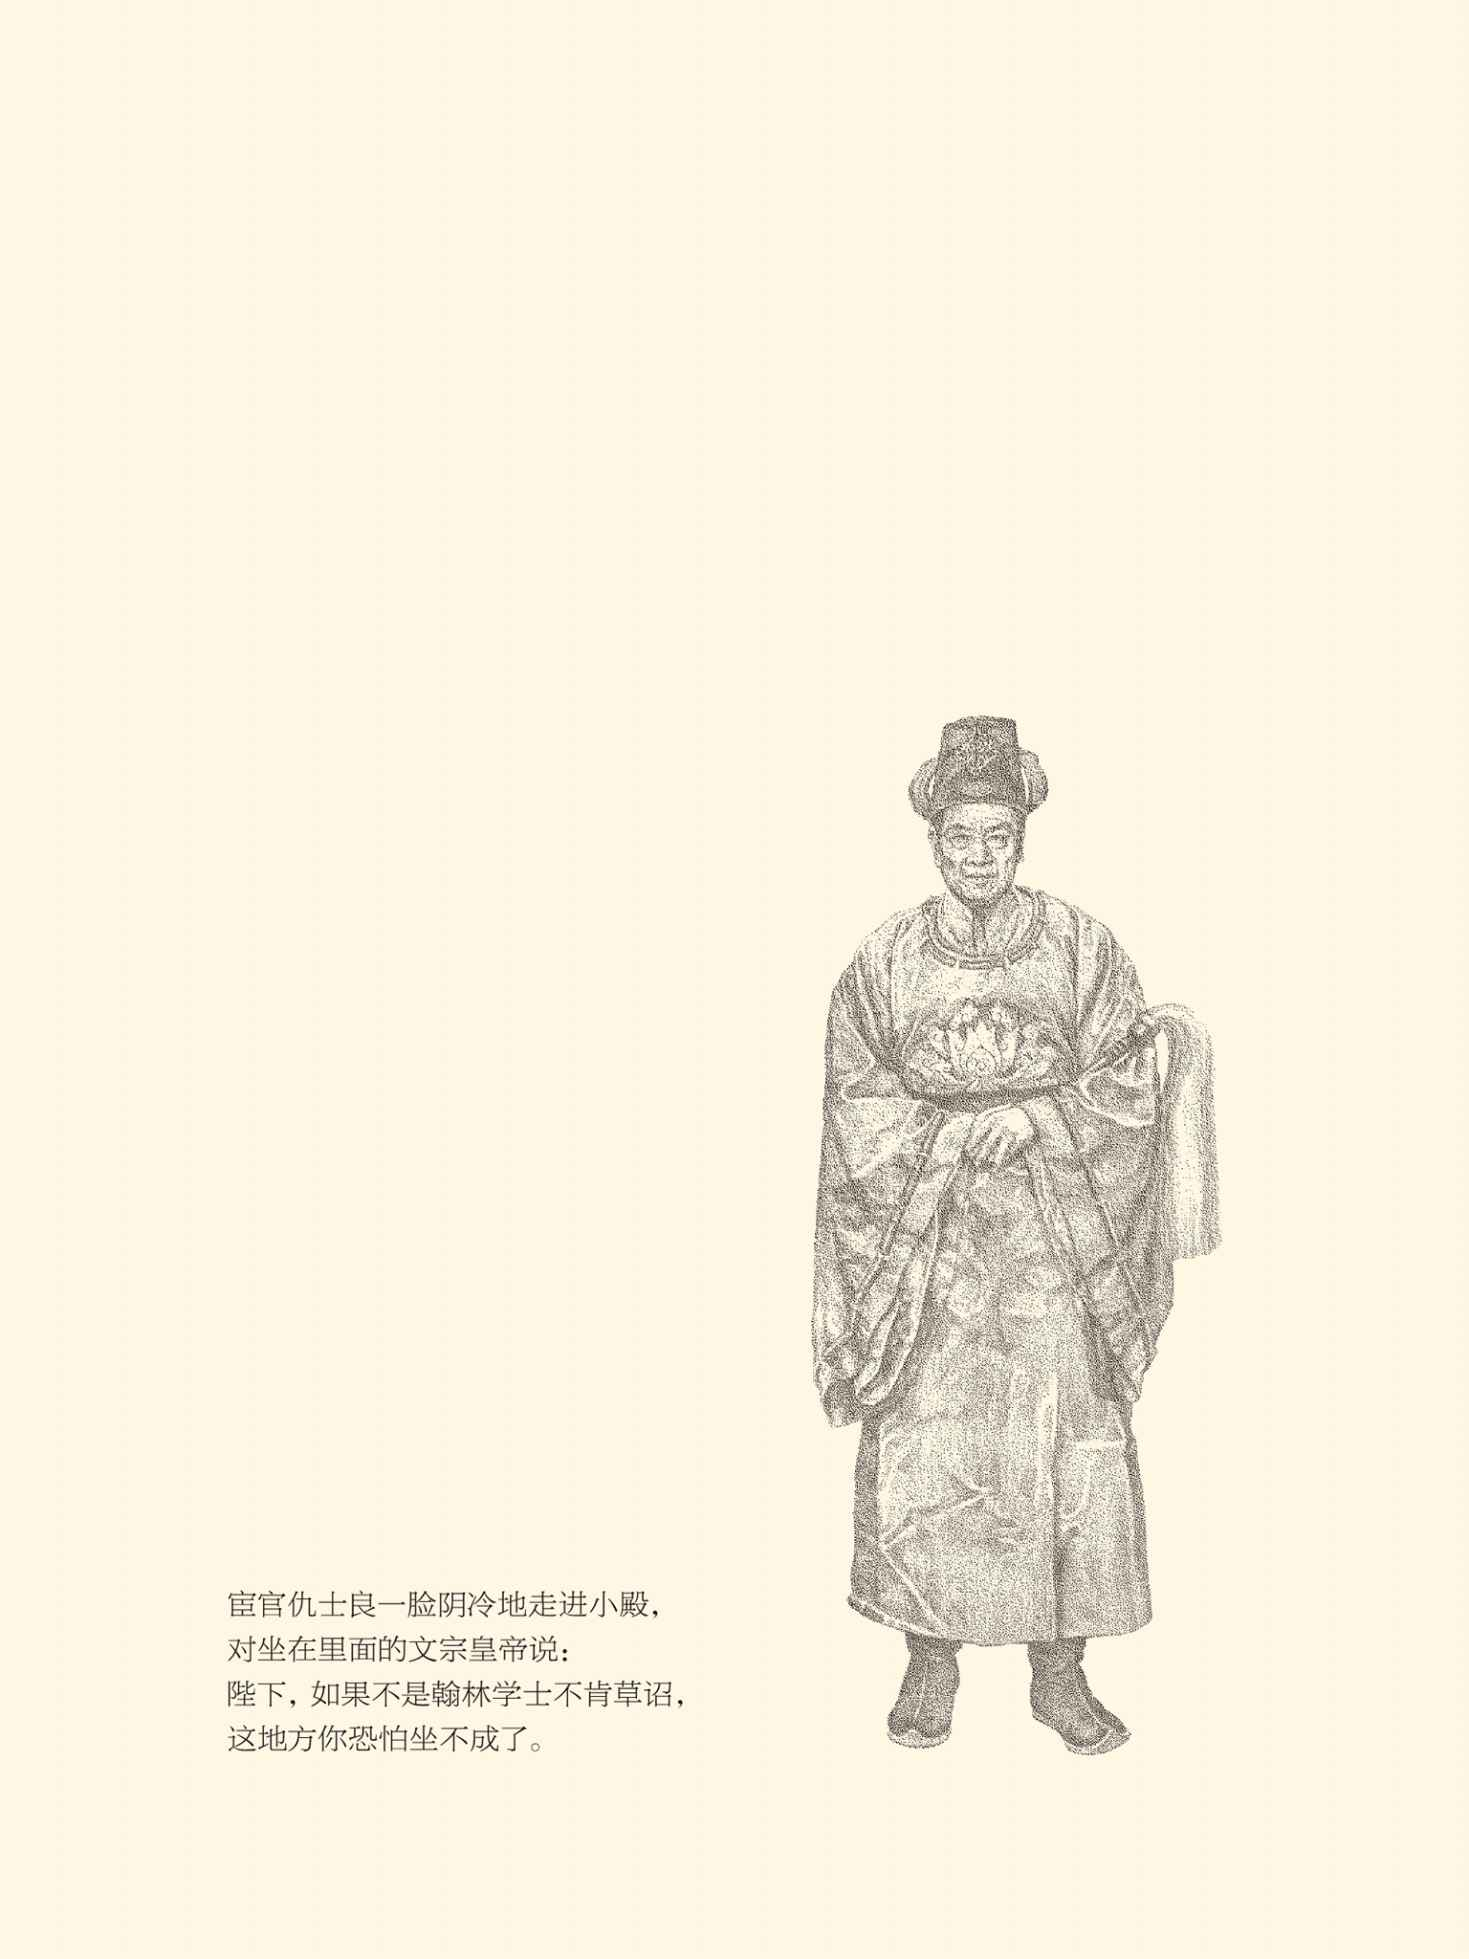 宦官仇士良一脸阴冷地走进小殿，
对坐在里面的文宗皇帝说：
陛下，如果不是翰林学士不肯草诏，
这地方你恐怕坐不成了。